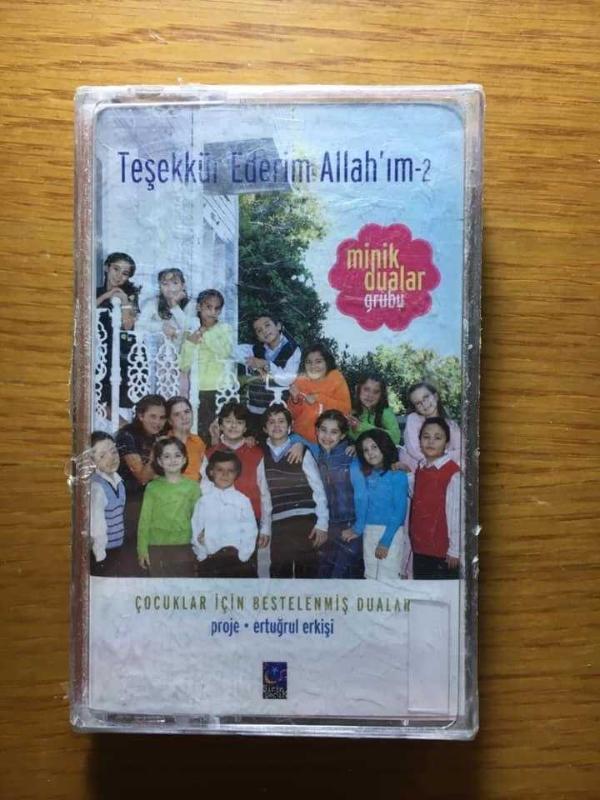 Teşekkür Ederim Allah'ım-2
minik
dualar
grubu
ÇOCUKLAR İÇİN BESTELENMİŞ DUALAR
proje • ertuğrul erkişi